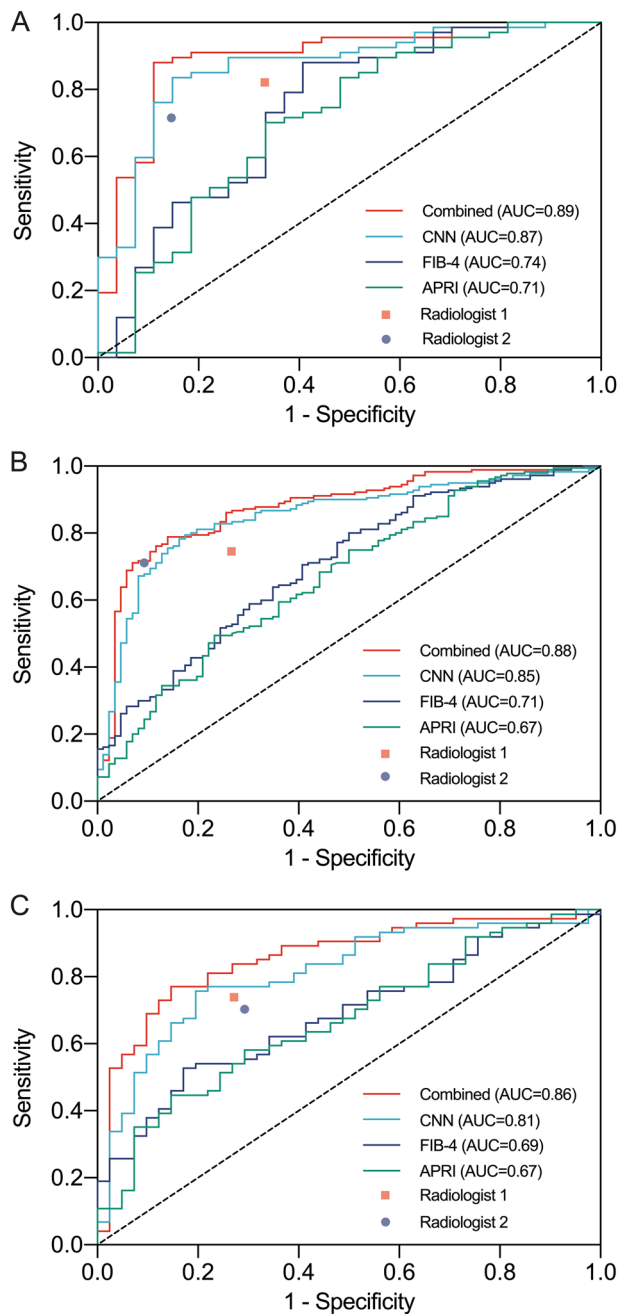 A
1.0
0.8
0.6
0.4
0.2
0.0
Sensitivity
Combined (AUC=0.89)
CNN (AUC=0.87)
FIB-4 (AUC=0.74)
APRI (AUC=0.71)
Radiologist 1
Radiologist 2
0.0 0.2 0.4 0.6 0.8 1.0
1 - Specificity
B
1.0
0.8
0.6
0.4
0.2
0.0
Sensitivity
Combined (AUC=0.88)
CNN (AUC=0.85)
FIB-4 (AUC=0.71)
APRI (AUC=0.67)
Radiologist 1
Radiologist 2
0.0 0.2 0.4 0.6 0.8 1.0
1 - Specificity
C
1.0
0.8
0.6
0.4
0.2
0.0
Sensitivity
Combined (AUC=0.86)
CNN (AUC=0.81)
FIB-4 (AUC=0.69)
APRI (AUC=0.67)
Radiologist 1
Radiologist 2
0.0 0.2 0.4 0.6 0.8 1.0
1 - Specificity